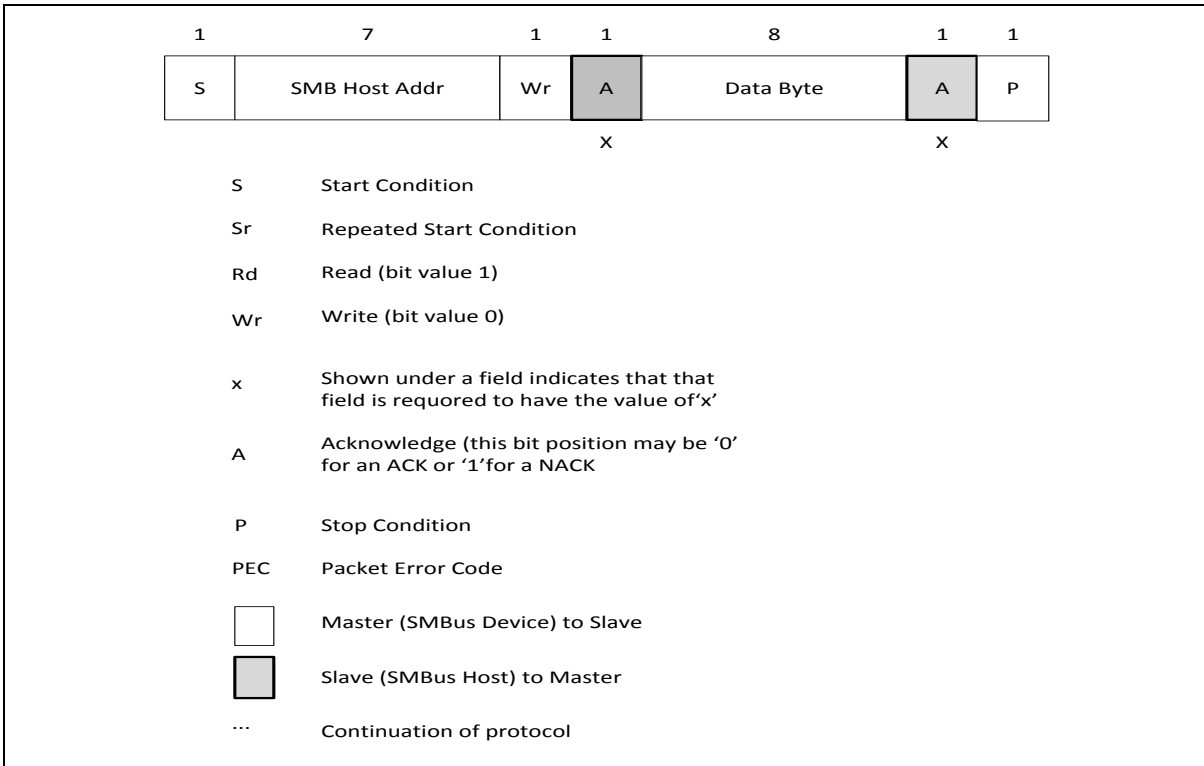 1 7 1 1 8 1 1
S SMB Host Addr Wr A Data Byte A P
X X
S Start Condition
Sr Repeated Start Condition
Rd Read (bit value 1)
Wr Write (bit value 0)
x Shown under a field indicates that that
field is requored to have the value of‘x’
A Acknowledge (this bit position may be ‘0’
for an ACK or ‘1’for a NACK
P Stop Condition
PEC Packet Error Code
Master (SMBus Device) to Slave
Slave (SMBus Host) to Master
... Continuation of protocol